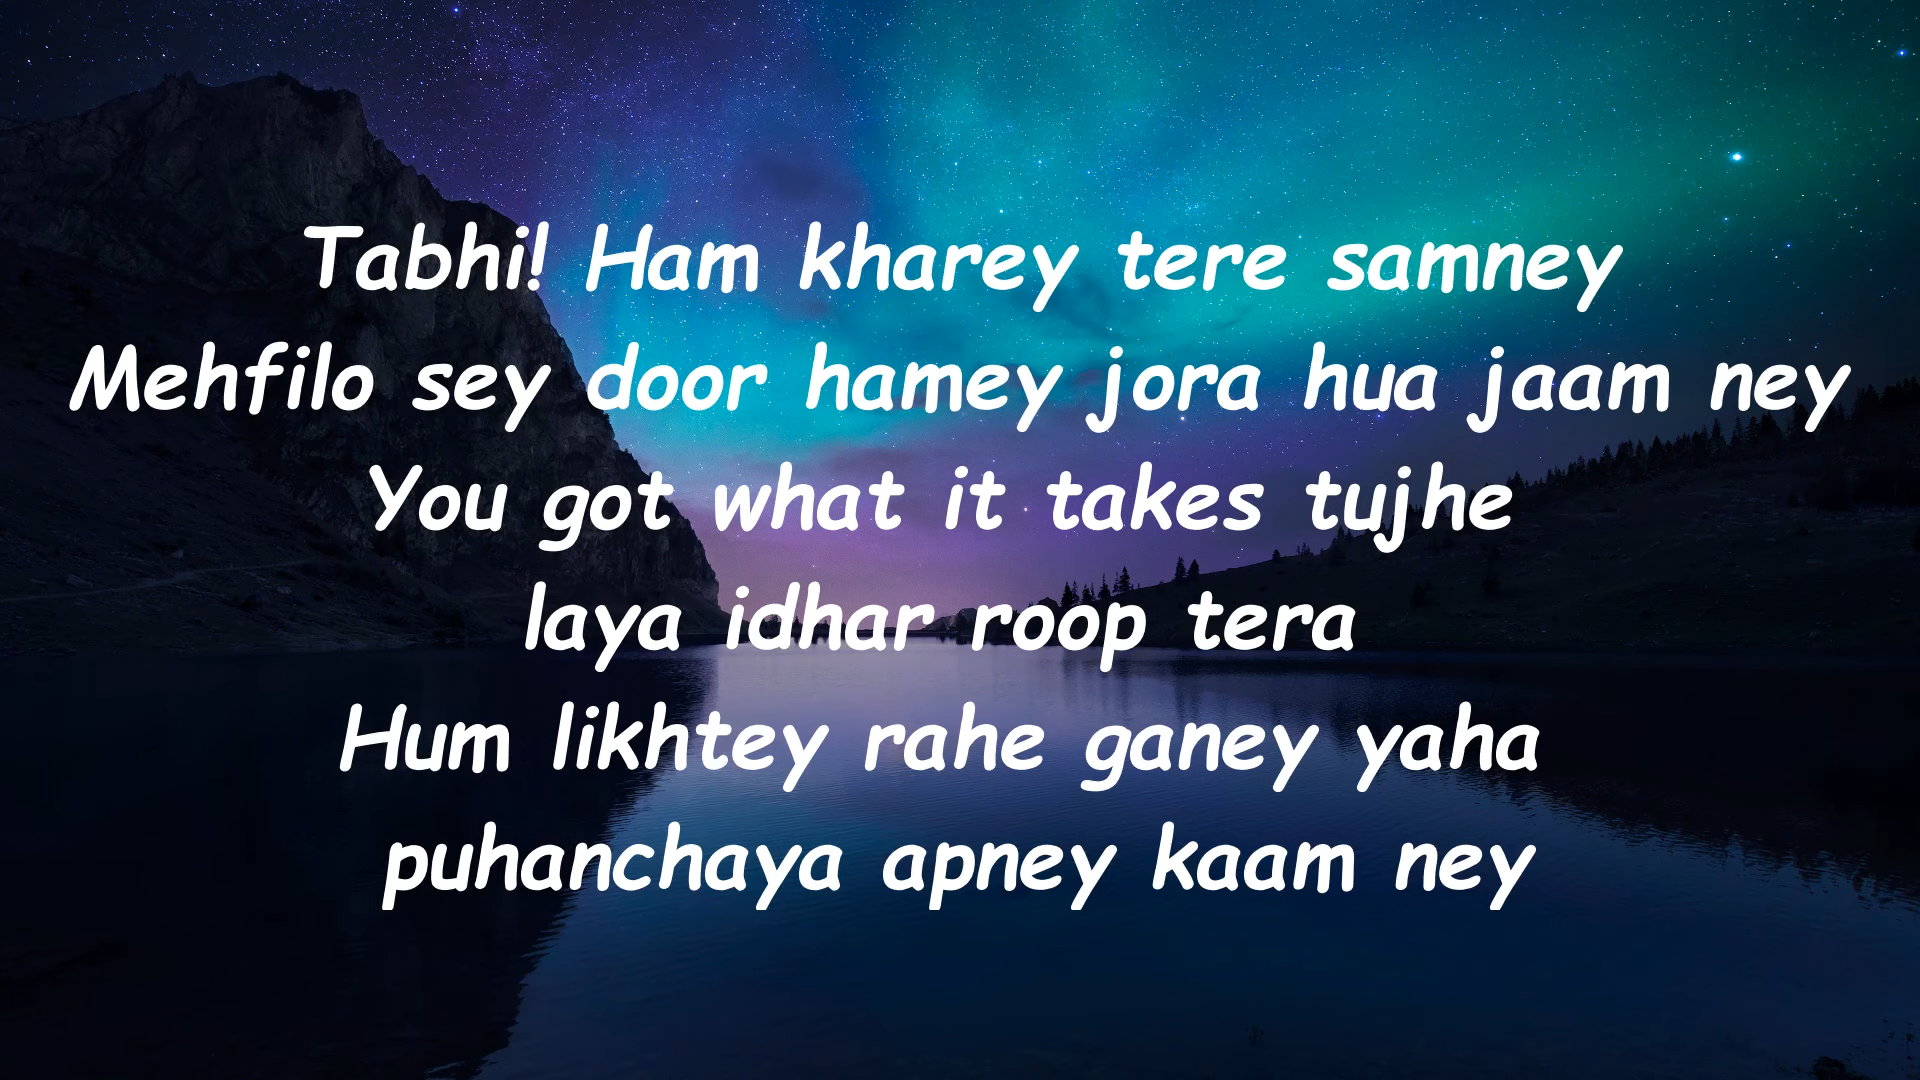 Tabhi! Ham kharey tere samney
Mehfilo sey door hamey jora hua jaam ney
You got what it takes tujhe
laya idhar roop tera
Hum likhtey rahe ganey yaha
puhanchaya apney kaam ney